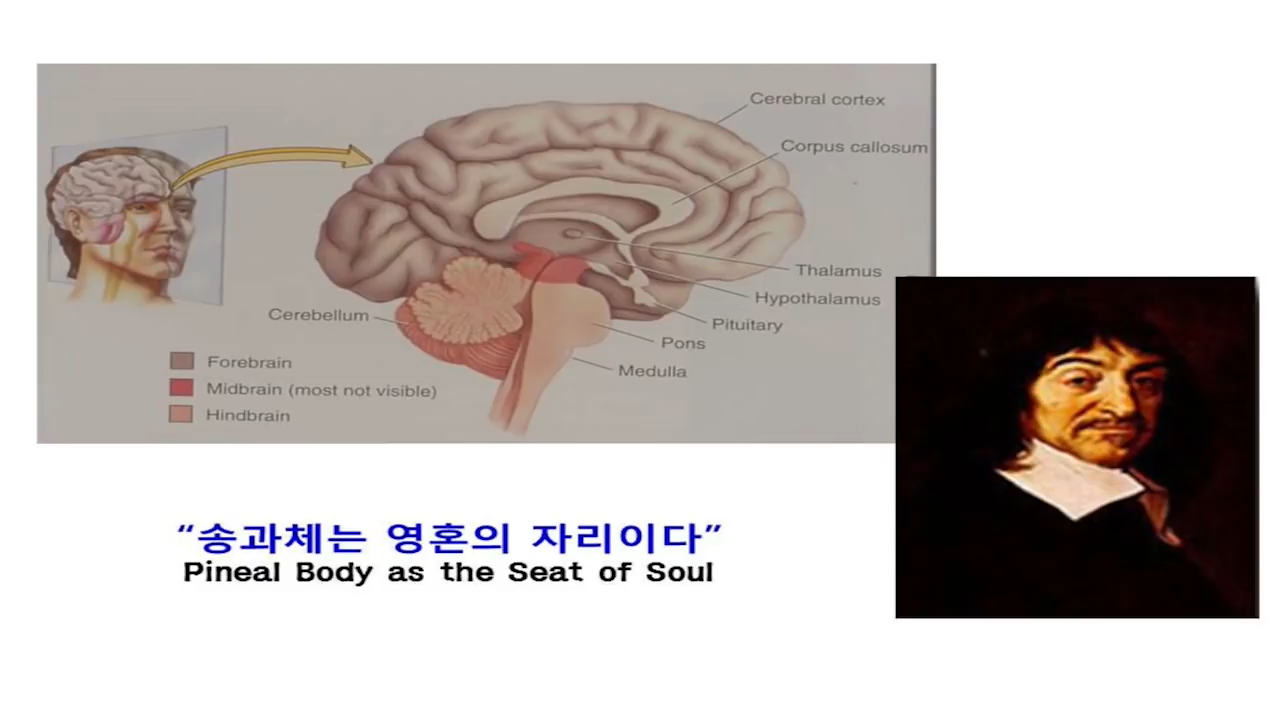 Cerebral cortex
Corpus callosum
Thalamus
Hypothalamus
Pituitary
Pons
Medulla
Cerebellum
Forebrain
Midbrain (most not visible)
Hindbrain
“송과체는 영혼의 자리이다”
Pineal Body as the Seat of Soul